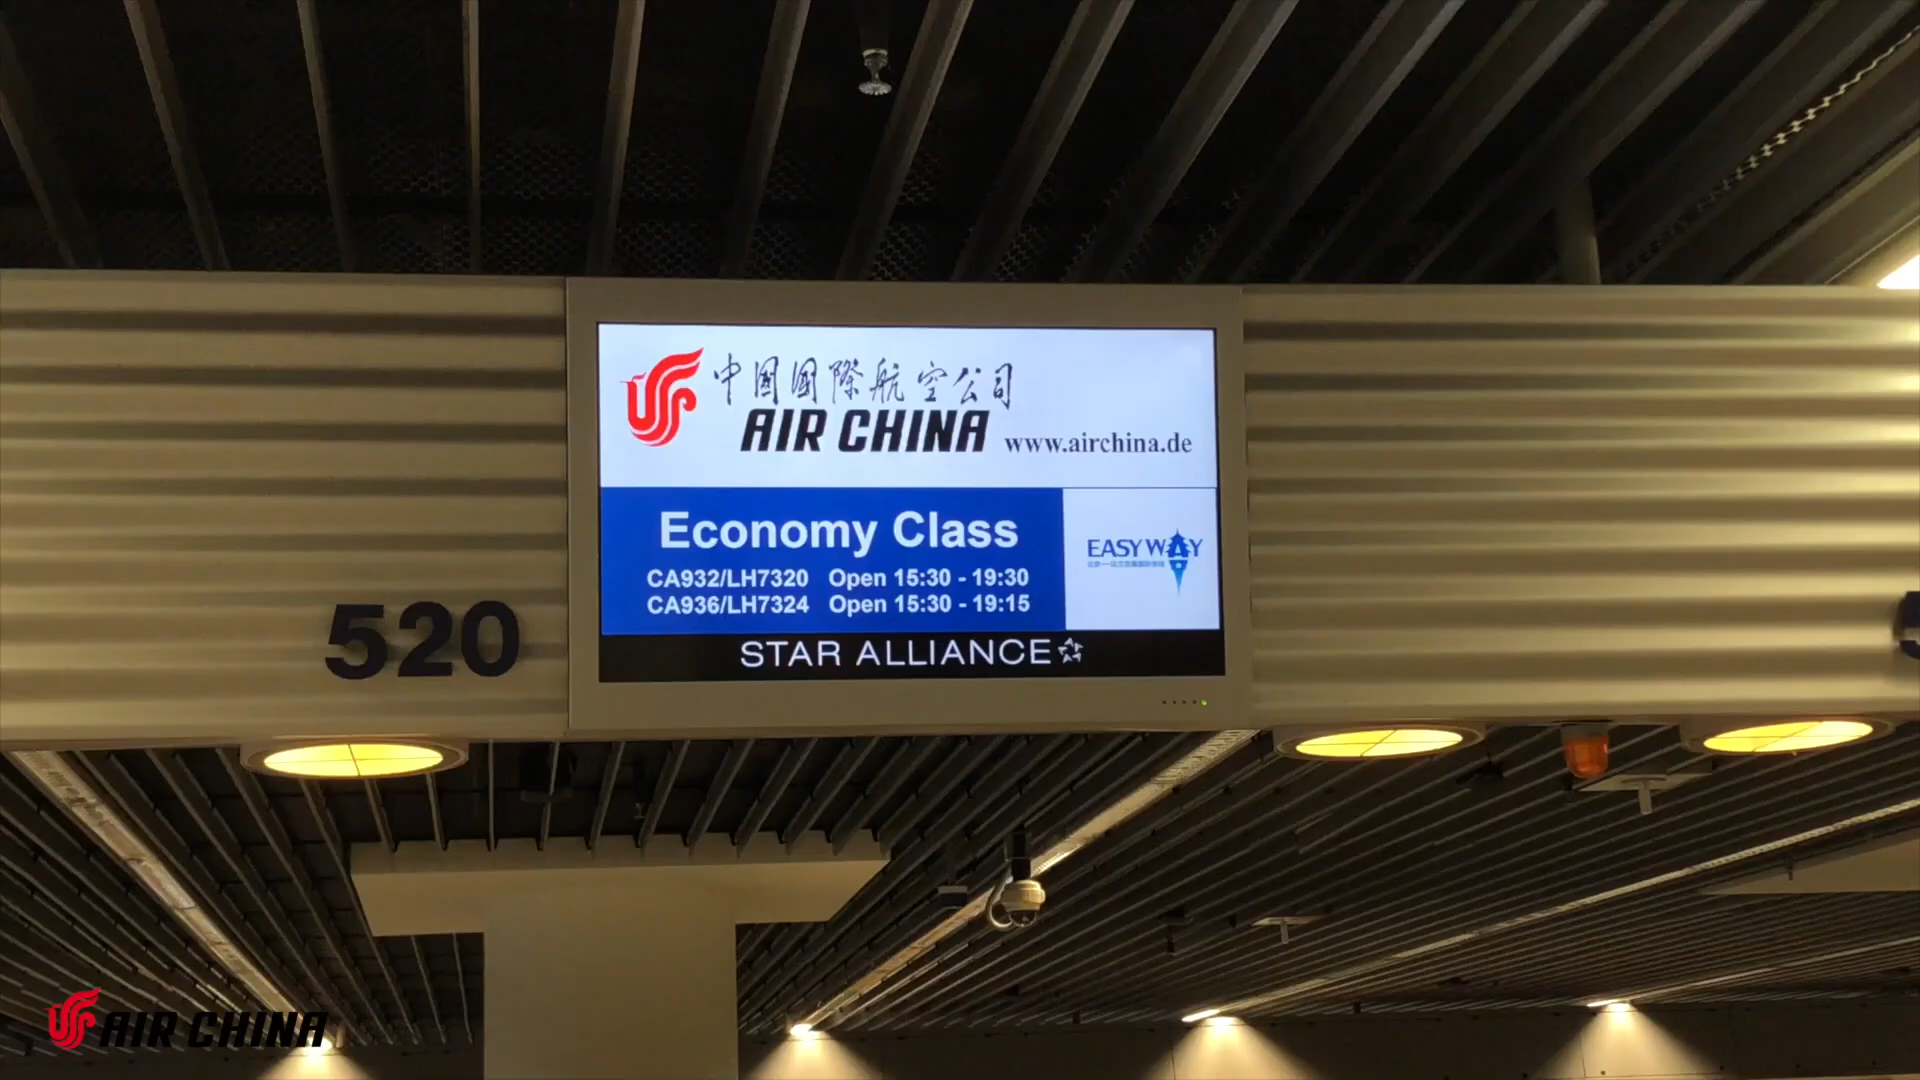 中国国際航空公司
AIR CHINA www.airchina.de
Economy Class
CA932/LH7320 Open 15:30 - 19:30
CA936/LH7324 Open 15:30 - 19:15
EASY WAY
STAR ALLIANCE
520
AIR CHINA